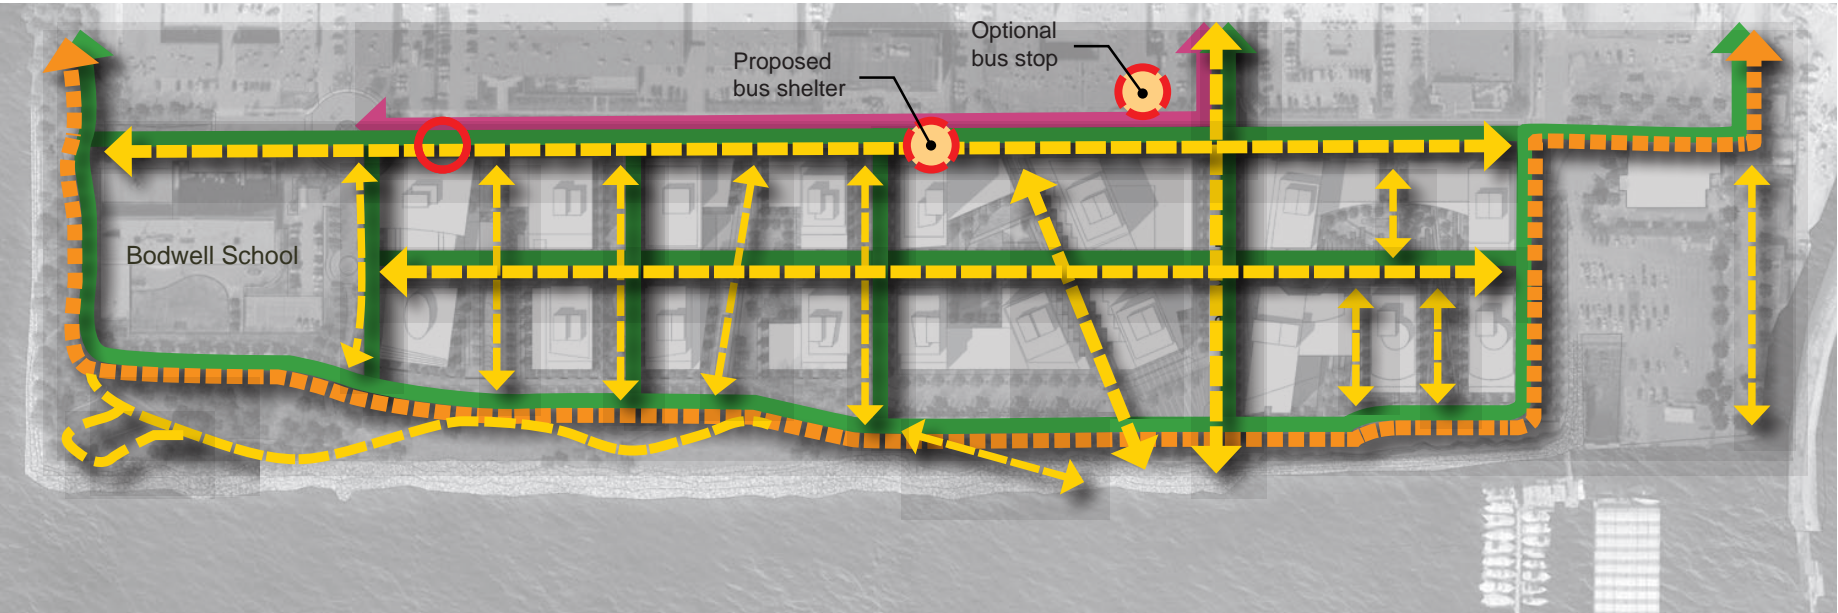 Optional
bus stop
Proposed
bus shelter
Bodwell School